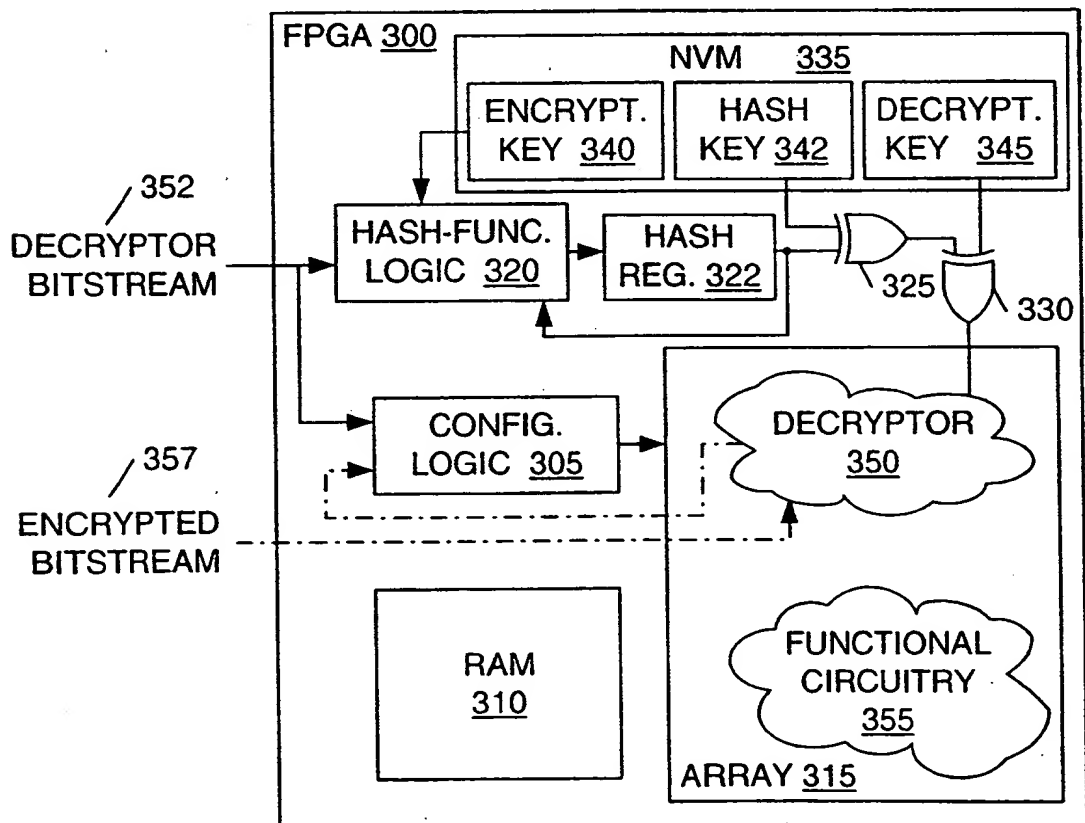 FPGA 300
NVM 335
ENCRYPT.
KEY 340
HASH
KEY 342
DECRYPT.
KEY 345
352
DECRYPTOR
BITSTREAM
HASH-FUNC.
LOGIC 320
HASH
REG. 322
325
330
CONFIG.
LOGIC 305
DECRYPTOR
350
357
ENCRYPTED
BITSTREAM
RAM
310
FUNCTIONAL
CIRCUITRY
355
ARRAY 315